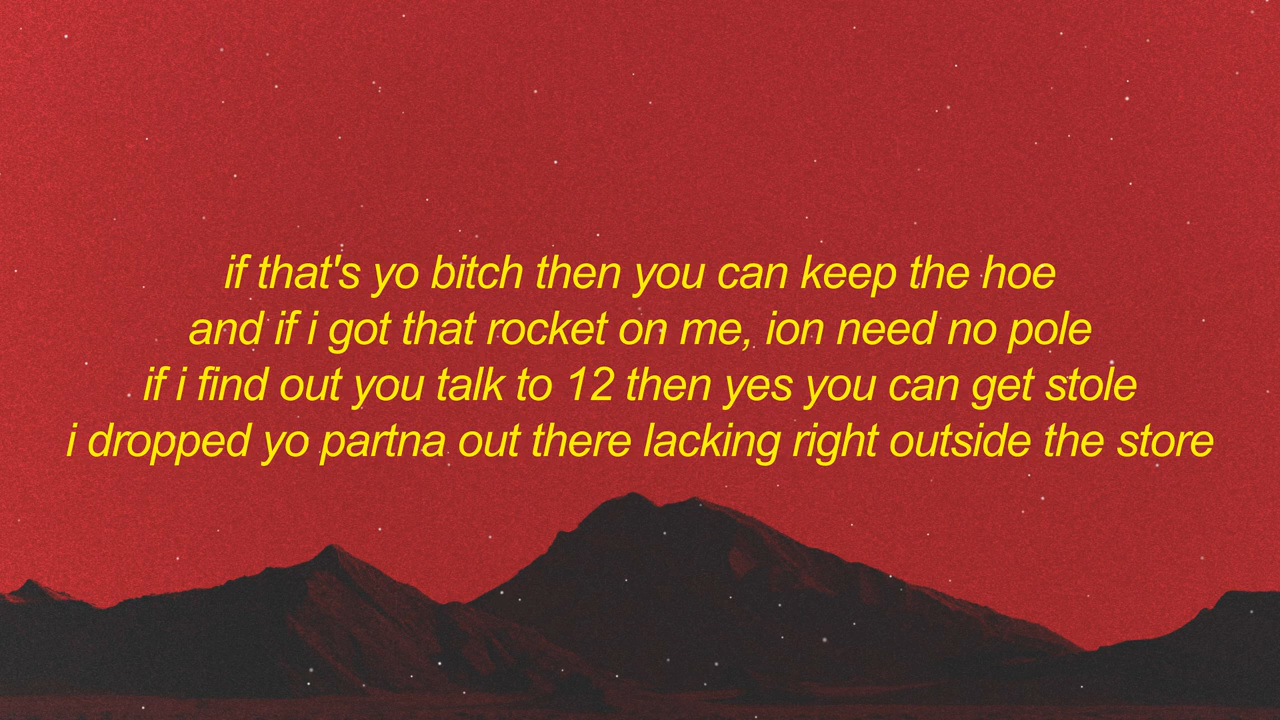 if that's yo bitch then you can keep the hoe
and if i got that rocket on me, ion need no pole
if i find out you talk to 12 then yes you can get stole
i dropped yo partna out there lacking right outside the store